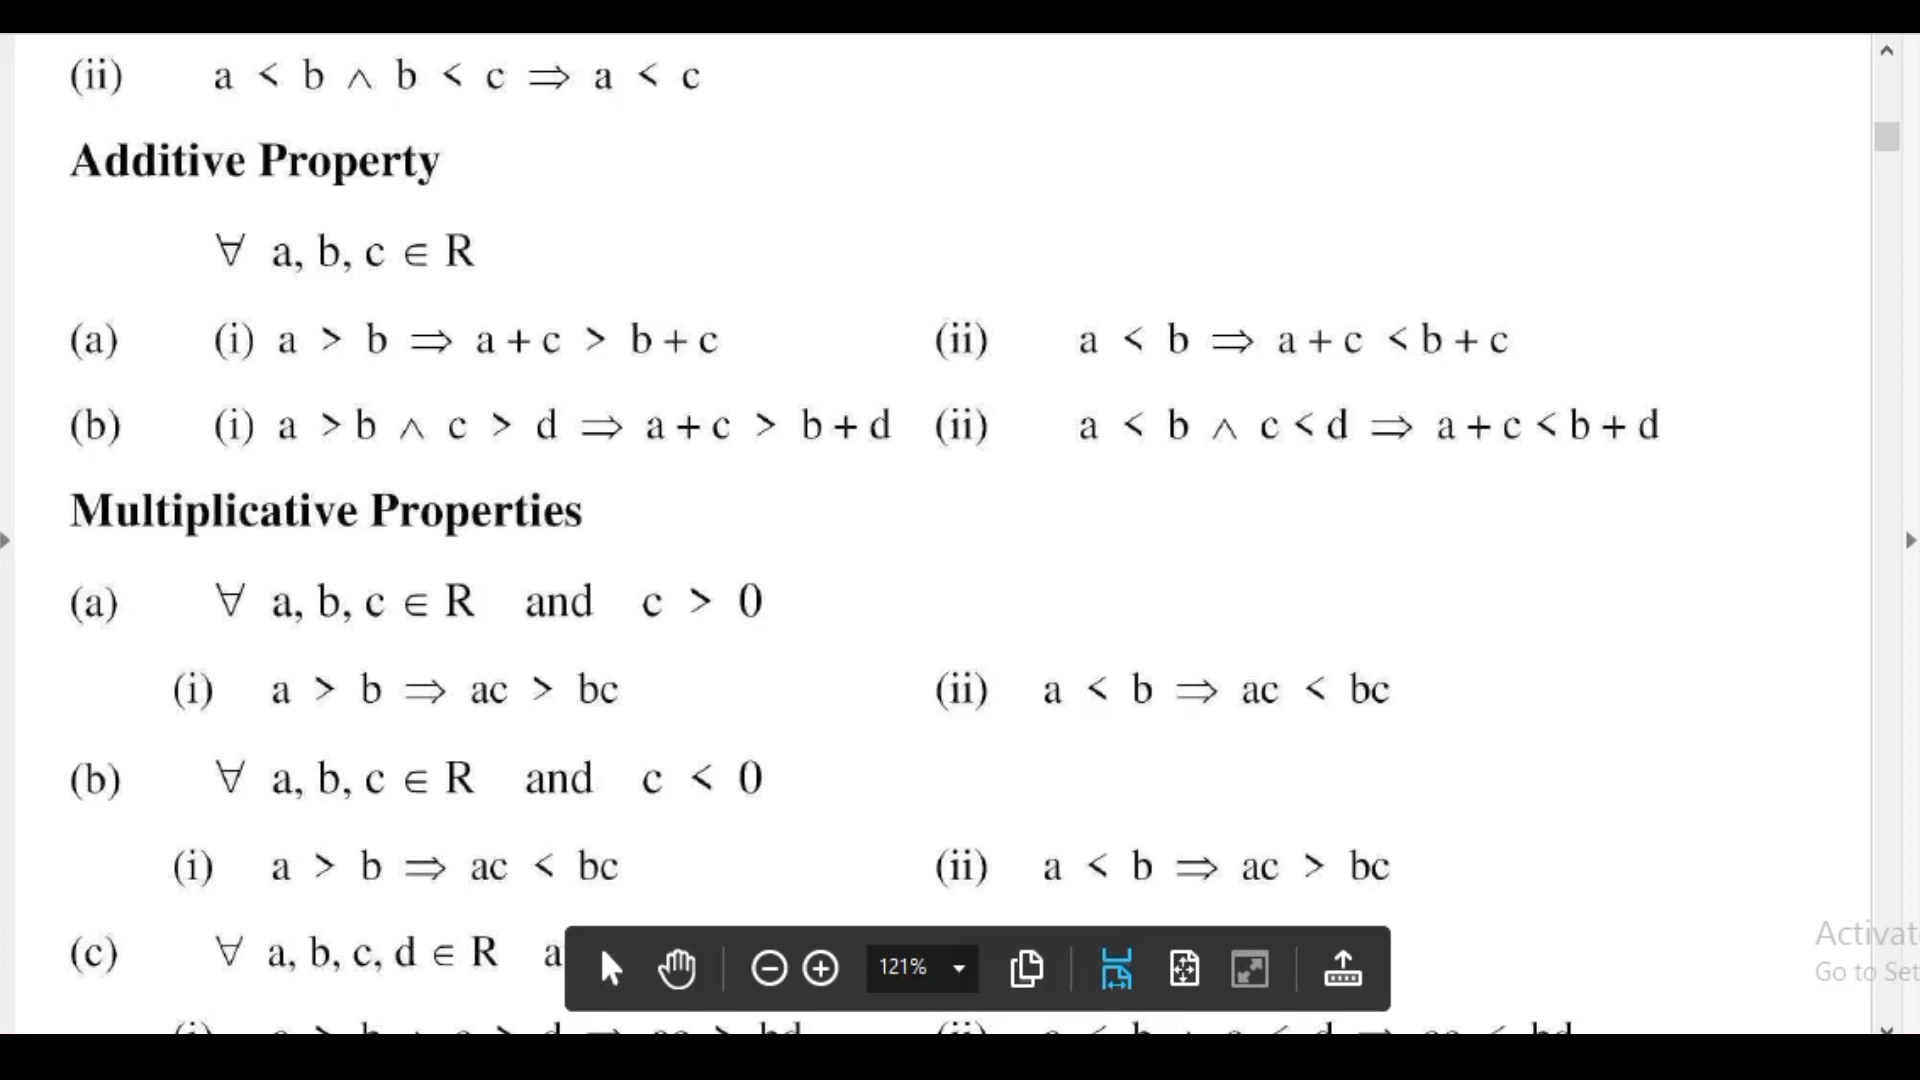 (ii) a < b ∧ b < c ⟹ a < c
Additive Property
∀ a, b, c ∈ R
(a) (i) a > b ⟹ a + c > b + c (ii) a < b ⟹ a + c < b + c
(b) (i) a > b ∧ c > d ⟹ a + c > b + d (ii) a < b ∧ c < d ⟹ a + c < b + d
Multiplicative Properties
(a) ∀ a, b, c ∈ R and c > 0
(i) a > b ⟹ ac > bc (ii) a < b ⟹ ac < bc
(b) ∀ a, b, c ∈ R and c < 0
(i) a > b ⟹ ac < bc (ii) a < b ⟹ ac > bc
(c) ∀ a, b, c, d ∈ R a
121%
Activat
Go to Set